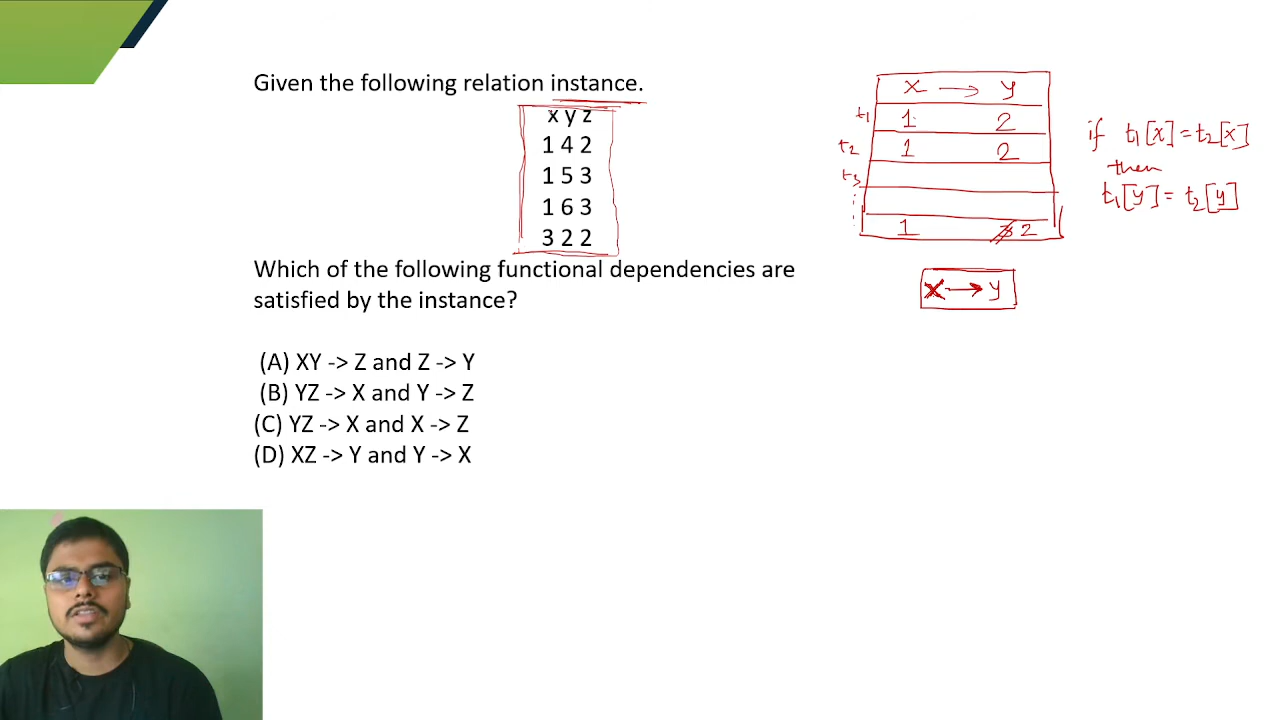 Given the following relation instance.
x y z
1 4 2
1 5 3
1 6 3
3 2 2
Which of the following functional dependencies are
satisfied by the instance?
(A) XY -> Z and Z -> Y
(B) YZ -> X and Y -> Z
(C) YZ -> X and X -> Z
(D) XZ -> Y and Y -> X
x → y
t1 1 2
t2 1 2
t3
1 2
if t1[x] = t2[x]
then
t1[y] = t2[y]
x → y